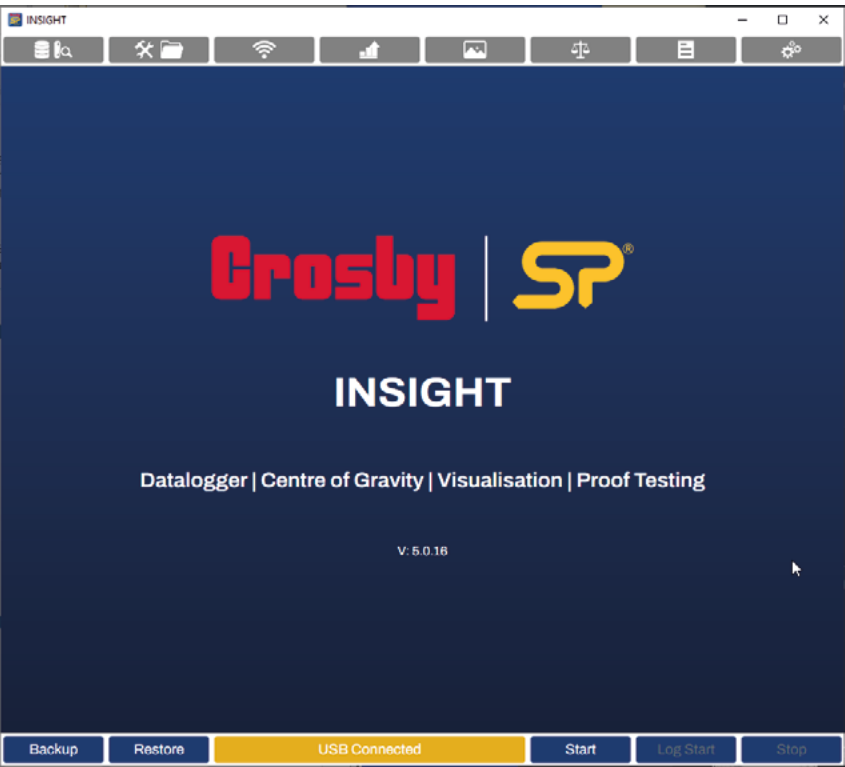 INSIGHT
Crosby | SP®
INSIGHT
Datalogger | Centre of Gravity | Visualisation | Proof Testing
V: 5.0.16
Backup Restore USB Connected Start Log Start Stop